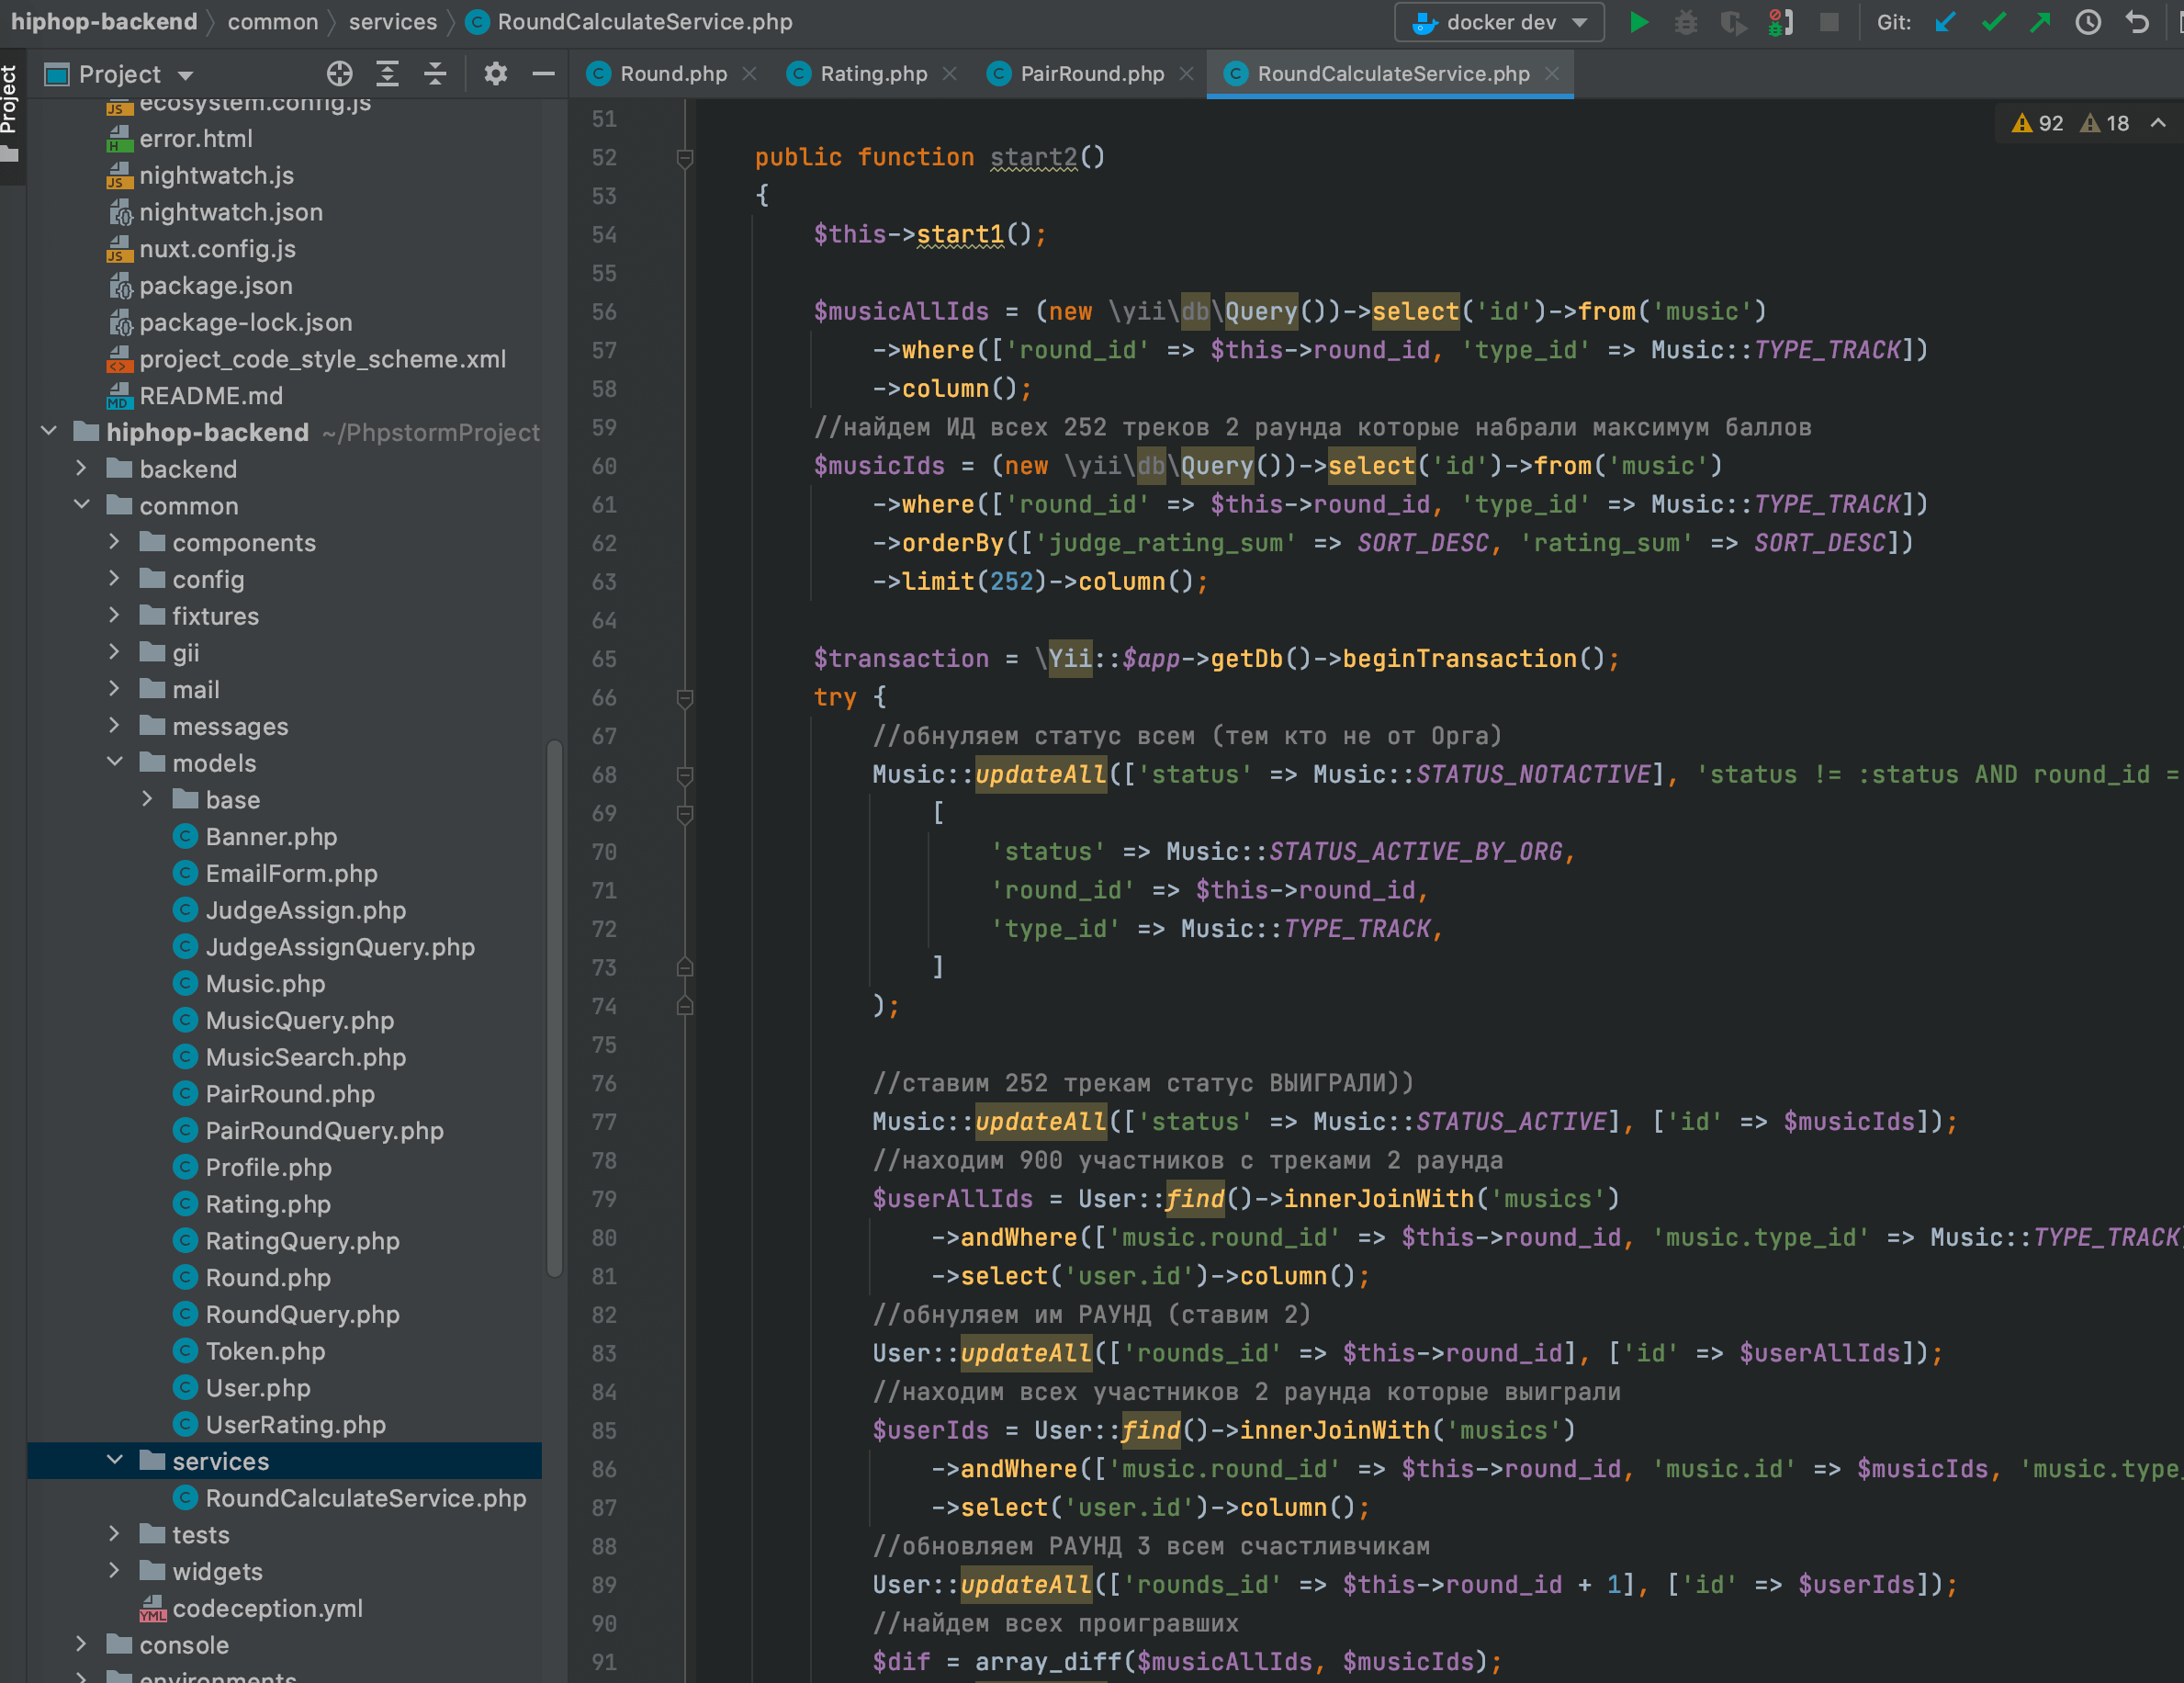 hiphop-backend common services RoundCalculateService.php docker dev Git:
Project
Project
ecosystem.config.js
error.html
nightwatch.js
nightwatch.json
nuxt.config.js
package.json
package-lock.json
project_code_style_scheme.xml
README.md
hiphop-backend ~/PhpstormProject
backend
common
components
config
fixtures
gii
mail
messages
models
base
Banner.php
EmailForm.php
JudgeAssign.php
JudgeAssignQuery.php
Music.php
MusicQuery.php
MusicSearch.php
PairRound.php
PairRoundQuery.php
Profile.php
Rating.php
RatingQuery.php
Round.php
RoundQuery.php
Token.php
User.php
UserRating.php
services
RoundCalculateService.php
tests
widgets
codeception.yml
console
environments
Round.php Rating.php PairRound.php RoundCalculateService.php
92 18
51
52 public function start2()
53 {
54 $this->start1();
55
56 $musicAllIds = (new \yii\db\Query())->select('id')->from('music')
57 ->where(['round_id' => $this->round_id, 'type_id' => Music::TYPE_TRACK])
58 ->column();
59 //найдем ИД всех 252 треков 2 раунда которые набрали максимум баллов
60 $musicIds = (new \yii\db\Query())->select('id')->from('music')
61 ->where(['round_id' => $this->round_id, 'type_id' => Music::TYPE_TRACK])
62 ->orderBy(['judge_rating_sum' => SORT_DESC, 'rating_sum' => SORT_DESC])
63 ->limit(252)->column();
64
65 $transaction = \Yii::$app->getDb()->beginTransaction();
66 try {
67 //обнуляем статус всем (тем кто не от Орга)
68 Music::updateAll(['status' => Music::STATUS_NOTACTIVE], 'status != :status AND round_id =
69 [
70 'status' => Music::STATUS_ACTIVE_BY_ORG,
71 'round_id' => $this->round_id,
72 'type_id' => Music::TYPE_TRACK,
73 ]
74 );
75
76 //ставим 252 трекам статус ВЫИГРАЛИ))
77 Music::updateAll(['status' => Music::STATUS_ACTIVE], ['id' => $musicIds]);
78 //находим 900 участников с треками 2 раунда
79 $userAllIds = User::find()->innerJoinWith('musics')
80 ->andWhere(['music.round_id' => $this->round_id, 'music.type_id' => Music::TYPE_TRACK
81 ->select('user.id')->column();
82 //обнуляем им РАУНД (ставим 2)
83 User::updateAll(['rounds_id' => $this->round_id], ['id' => $userAllIds]);
84 //находим всех участников 2 раунда которые выиграли
85 $userIds = User::find()->innerJoinWith('musics')
86 ->andWhere(['music.round_id' => $this->round_id, 'music.id' => $musicIds, 'music.type_
87 ->select('user.id')->column();
88 //обновляем РАУНД 3 всем счастливчикам
89 User::updateAll(['rounds_id' => $this->round_id + 1], ['id' => $userIds]);
90 //найдем всех проигравших
91 $dif = array_diff($musicAllIds, $musicIds);